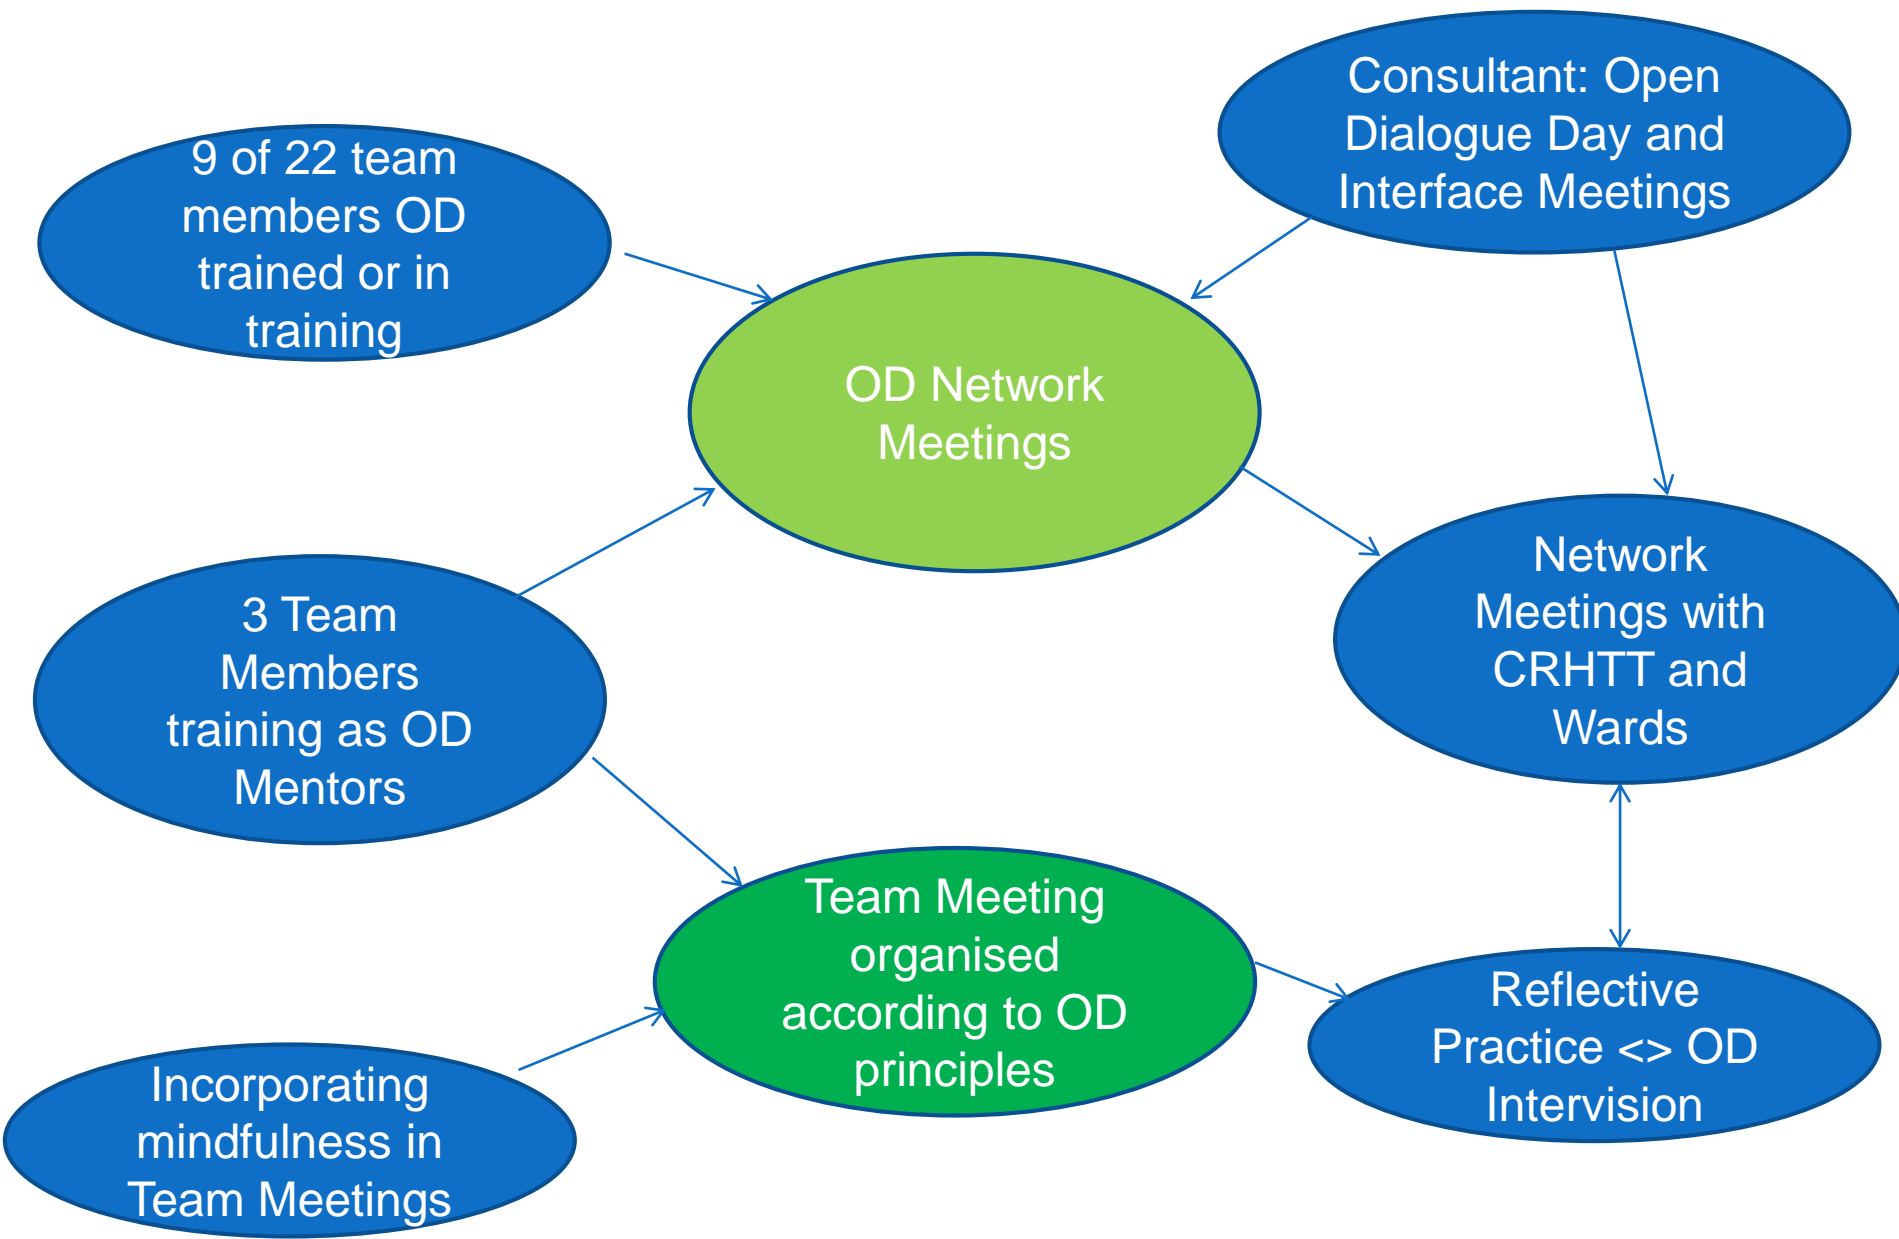 Consultant: Open
Dialogue Day and
Interface Meetings
9 of 22 team
members OD
trained or in
training
OD Network
Meetings
Network
Meetings with
CRHTT and
Wards
3 Team
Members
training as OD
Mentors
Team Meeting
organised
according to OD
principles
Reflective
Practice <> OD
Intervision
Incorporating
mindfulness in
Team Meetings